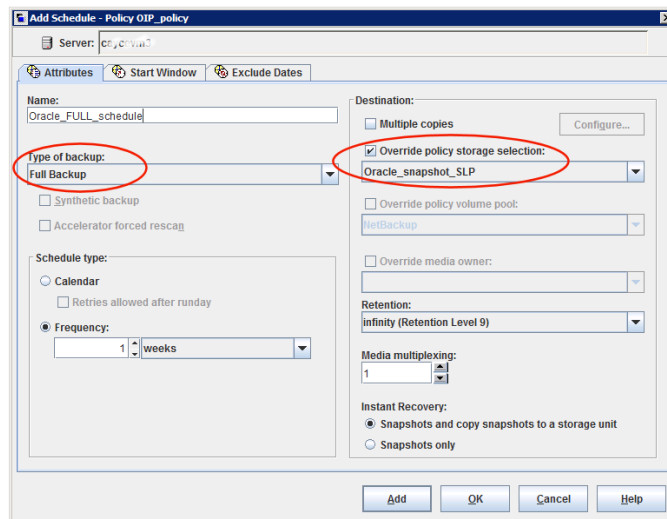 Add Schedule - Policy OIP_policy
Server:
Attributes
Start Window
Exclude Dates
Name:
Oracle_FULL_schedule
Type of backup:
Full Backup
Synthetic backup
Accelerator forced rescan
Schedule type:
Calendar
Retries allowed after runday
Frequency:
1 weeks
Destination:
Multiple copies
Configure...
Override policy storage selection:
Oracle_snapshot_SLP
Override policy volume pool:
NetBackup
Override media owner:
Retention:
infinity (Retention Level 9)
Media multiplexing:
1
Instant Recovery:
Snapshots and copy snapshots to a storage unit
Snapshots only
Add
OK
Cancel
Help